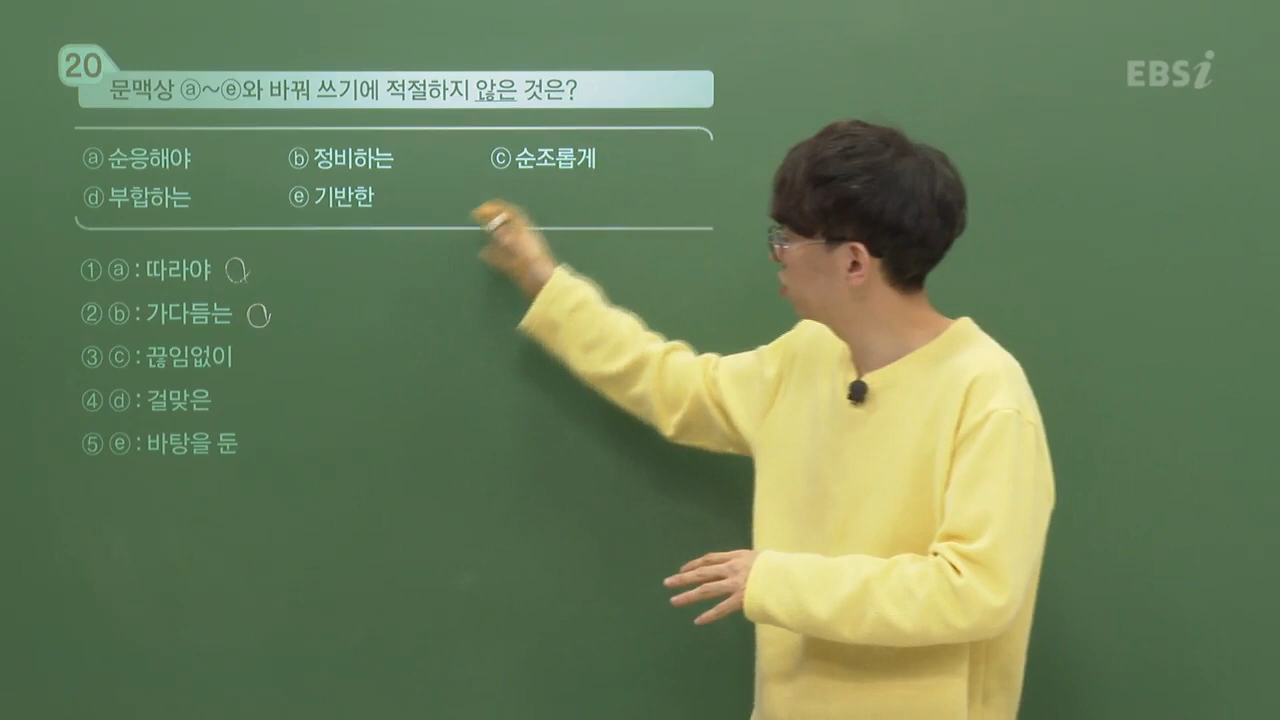 20
문맥상 ⓐ~ⓔ와 바꿔 쓰기에 적절하지 않은 것은?
EBSi
ⓐ 순응해야 ⓑ 정비하는 ⓒ 순조롭게
ⓓ 부합하는 ⓔ 기반한
① ⓐ : 따라야
② ⓑ : 가다듬는
③ ⓒ : 끊임없이
④ ⓓ : 걸맞은
⑤ ⓔ : 바탕을 둔